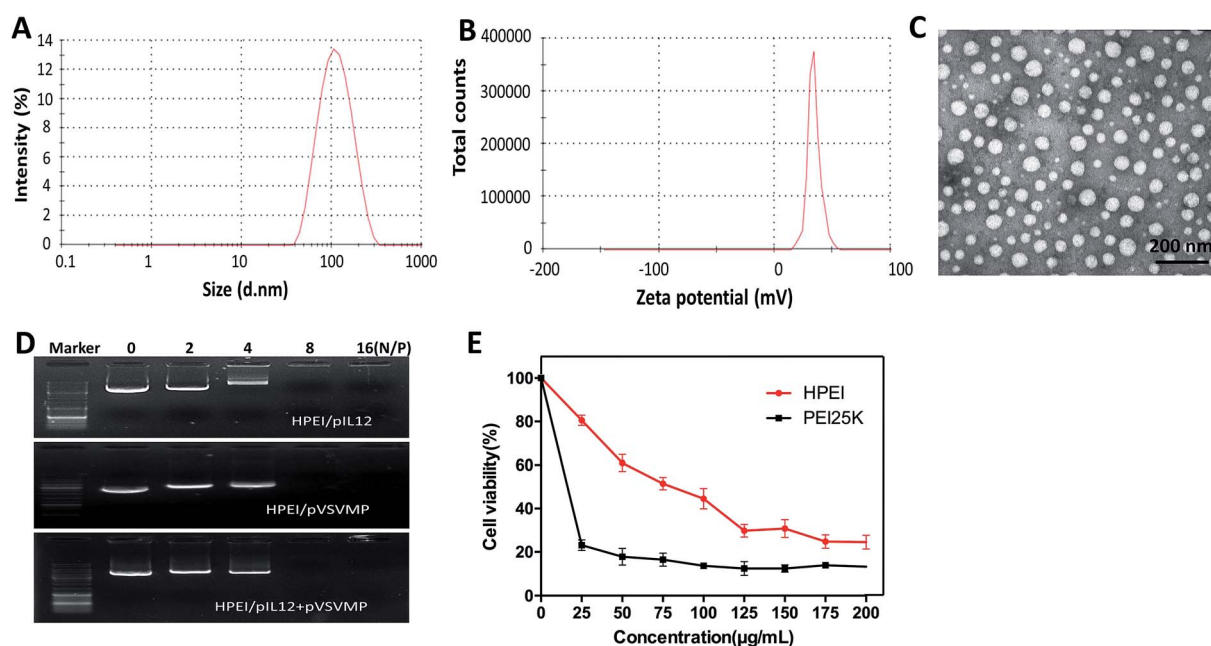 A
14
12
10
8
6
4
2
0
Intensity (%)
0.1 1 10 100 1000
Size (d.nm)
B
400000
300000
200000
100000
0
Total counts
-200 -100 0 100
Zeta potential (mV)
C
200 nm
D
Marker 0 2 4 8 16(N/P)
HPEI/pIL12
HPEI/pVSVMP
HPEI/pIL12+pVSVMP
E
100
80
60
40
20
0
Cell viability(%)
HPEI
PEI25K
0 25 50 75 100 125 150 175 200
Concentration(µg/mL)